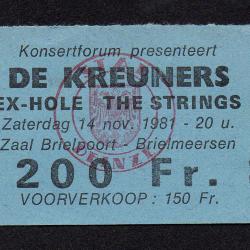 Konsertforum presenteert
DE KREUNERS
EX-HOLE THE STRINGS
Zaterdag 14 nov. 1981 - 20 u.
Zaal Brielpoort - Brielmeersen
DEINZE
200 Fr.
VOORVERKOOP : 150 Fr.